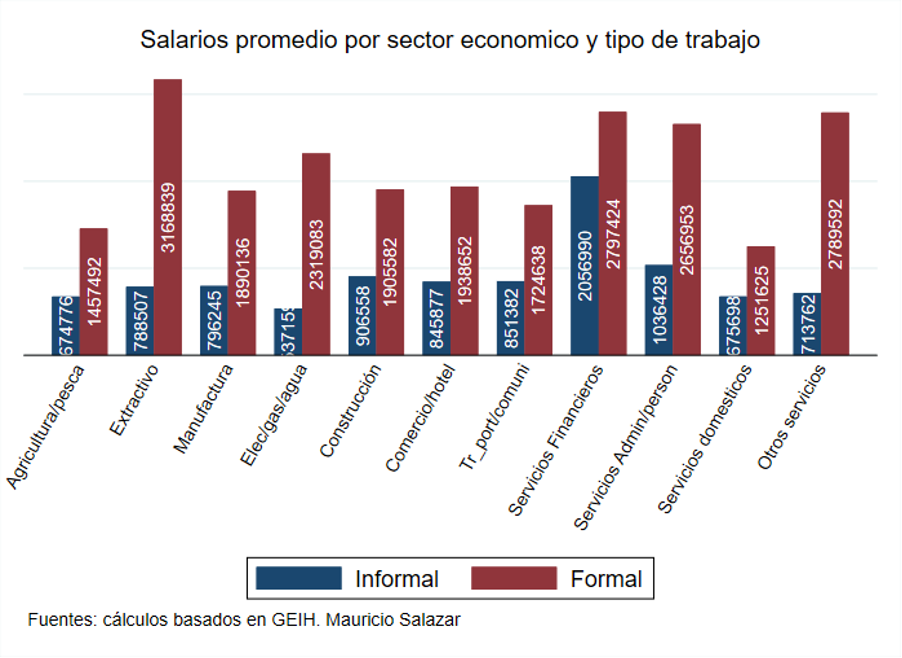 Salarios promedio por sector economico y tipo de trabajo
674776
1457492
788507
3168839
796245
1890136
2319083
906558
1905582
845877
1938652
851382
1724638
2056990
2797424
1036428
2656953
675698
1251625
713762
2789592
Agricultura/pesca
Extractivo
Manufactura
Elec/gas/agua
Construcción
Comercio/hotel
Tr_port/comuni
Servicios Financieros
Servicios Admin/person
Servicios domesticos
Otros servicios
Informal
Formal
Fuentes: cálculos basados en GEIH. Mauricio Salazar